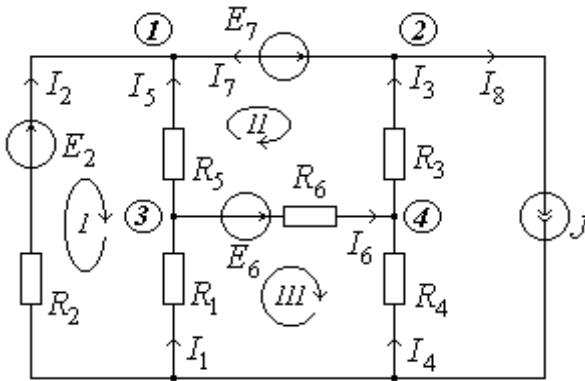 1 E7 2
I2 I5 I7 I3 I8
E2 II
R5 R6 R3
I 3 4 J
E6 I6
R2 R1 III R4
I1 I4